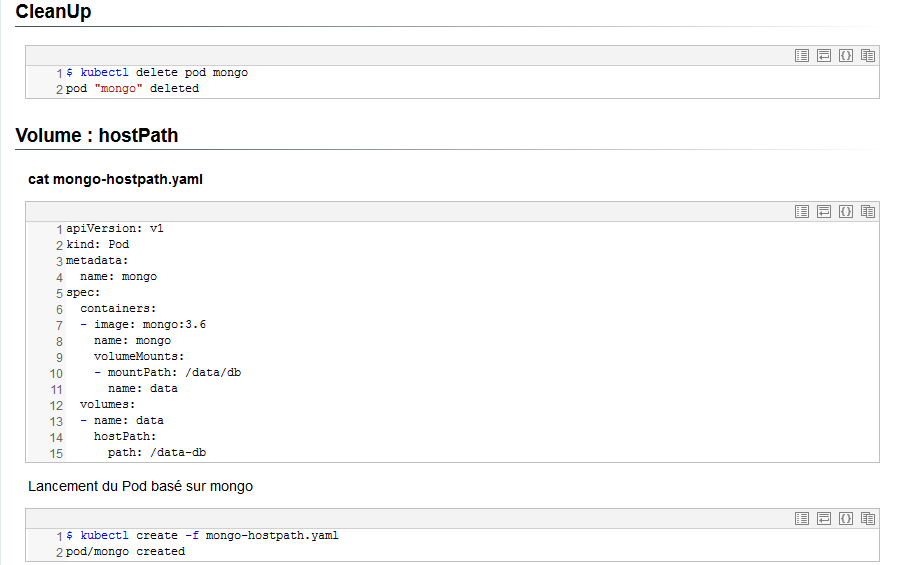 CleanUp
1 $ kubectl delete pod mongo
2 pod "mongo" deleted
Volume : hostPath
cat mongo-hostpath.yaml
1 apiVersion: v1
2 kind: Pod
3 metadata:
4   name: mongo
5 spec:
6   containers:
7   - image: mongo:3.6
8     name: mongo
9     volumeMounts:
10     - mountPath: /data/db
11       name: data
12   volumes:
13   - name: data
14     hostPath:
15       path: /data-db
Lancement du Pod basé sur mongo
1 $ kubectl create -f mongo-hostpath.yaml
2 pod/mongo created